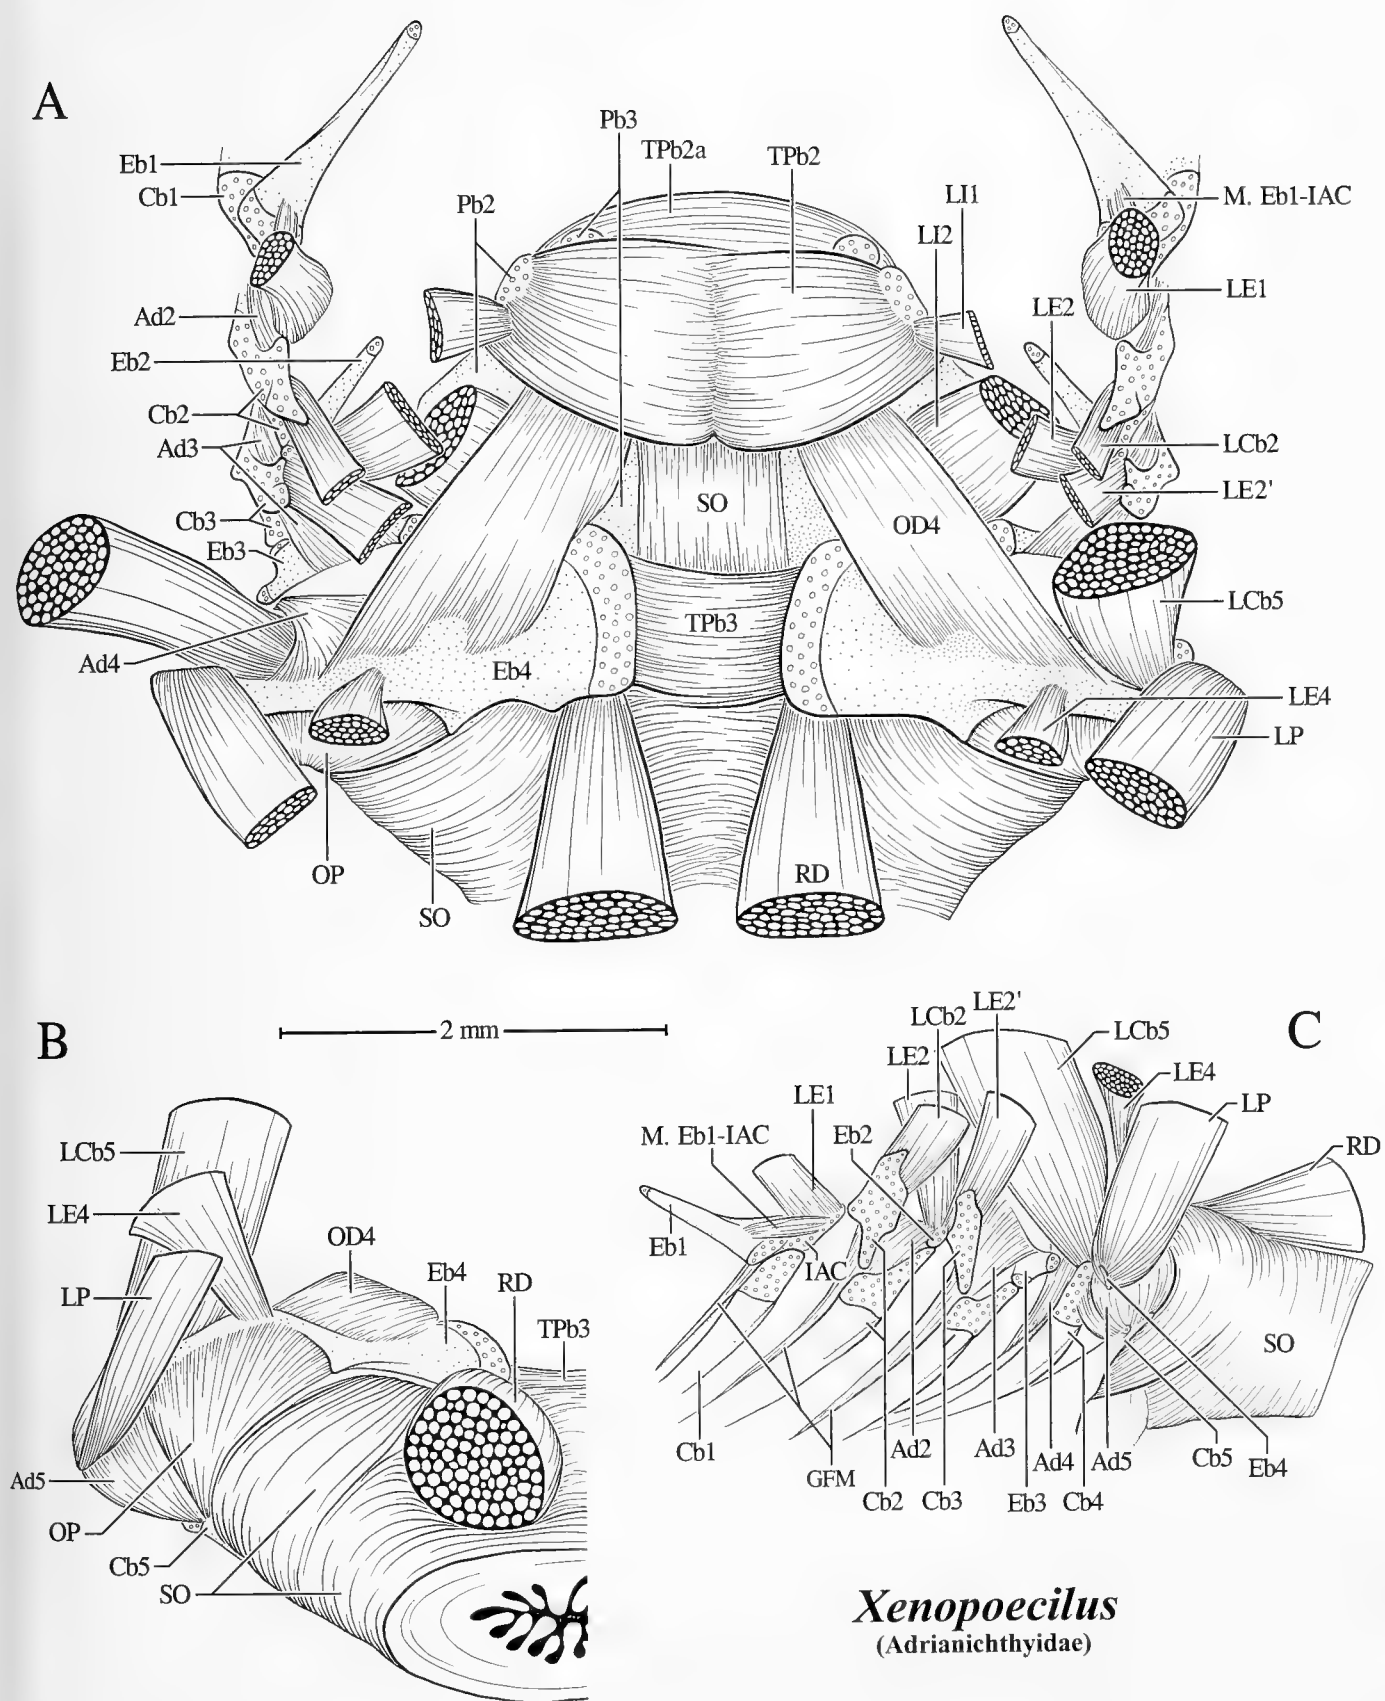 A
Pb3
TPb2a
TPb2
Eb1
Cb1
Pb2
LI1
LI2
M. Eb1-IAC
LE1
Ad2
LE2
Eb2
Cb2
Ad3
LCb2
LE2'
SO
OD4
Cb3
Eb3
LCb5
TPb3
Ad4
Eb4
LE4
LP
OP
RD
SO
B
2 mm
C
LE2'
LCb2
LCb5
LE2
LE4
LE1
LP
M. Eb1-IAC
Eb2
RD
LCb5
LE4
OD4
Eb1
IAC
Eb4
RD
LP
TPb3
SO
Cb1
Ad2
Ad3
Ad4
Ad5
Cb5
Eb4
GFM
Cb2
Cb3
Eb3
Cb4
Ad5
OP
Cb5
SO
Xenopoecilus
(Adrianichthyidae)